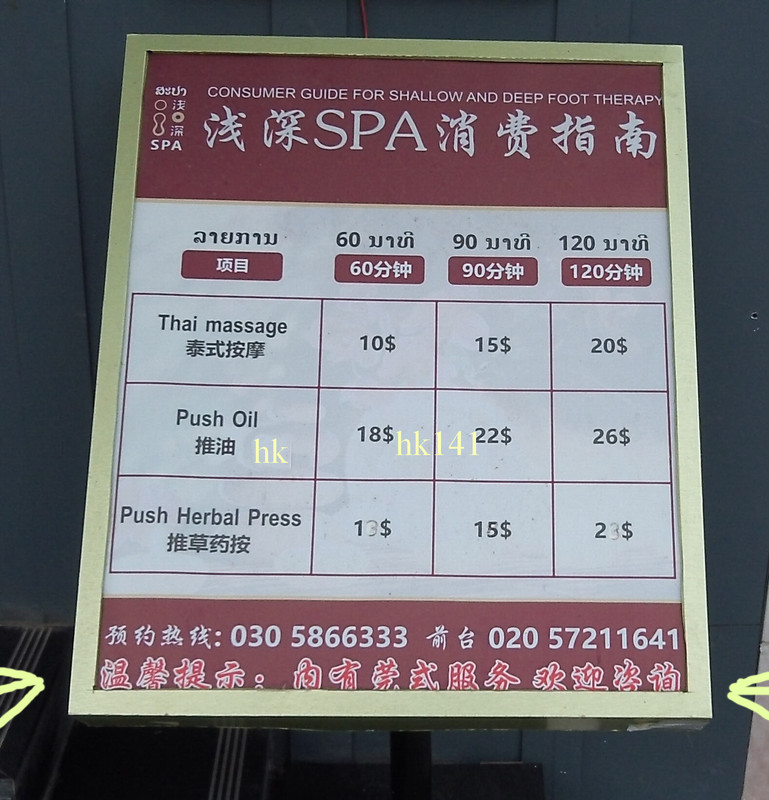 ສະປາ
浅
深
SPA
CONSUMER GUIDE FOR SHALLOW AND DEEP FOOT THERAPY
浅深SPA消费指南
ລາຍການ 60 ນາທີ 90 ນາທີ 120 ນາທີ
项目 60分钟 90分钟 120分钟
Thai massage 10$ 15$ 20$
泰式按摩
Push Oil 18$ 22$ 26$
推油
hk hk141
Push Herbal Press 13$ 15$ 23$
推草药按
预约热线: 030 5866333 前台 020 57211641
温馨提示：内有莞式服务 欢迎咨询